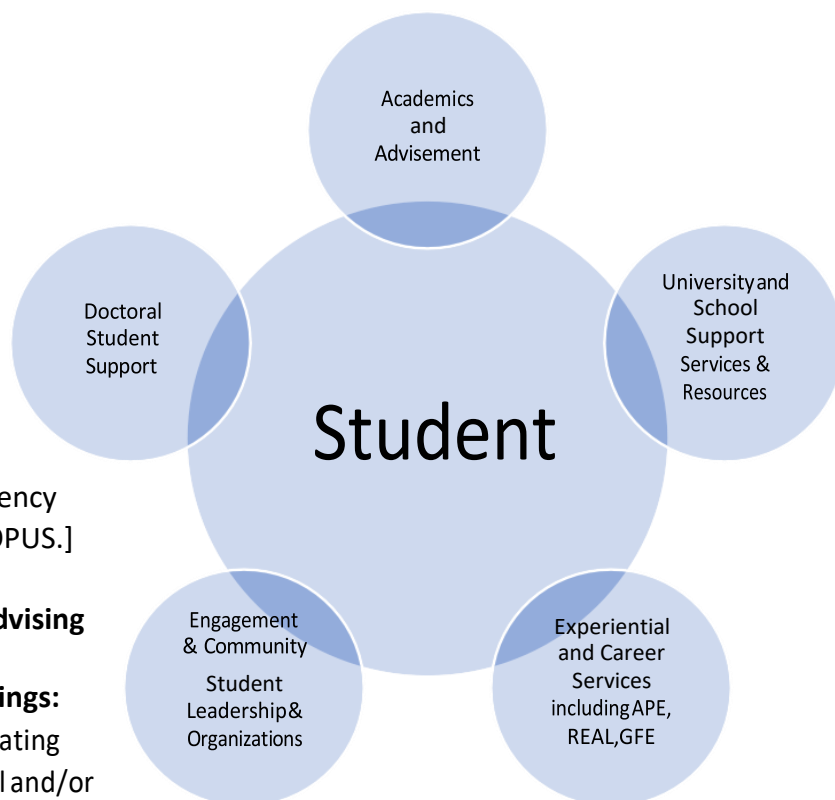 Academics
and
Advisement
University and
School
Support
Services &
Resources
Doctoral
Student
Support
Student
ency
OPUS.]
dvising
ings:
ating
l and/or
Engagement
& Community
Student
Leadership &
Organizations
Experiential
and Career
Services
including APE,
REAL,GFE